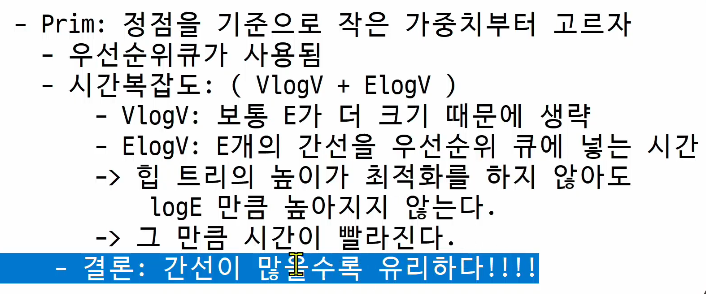 - Prim: 정점을 기준으로 작은 가중치부터 고르자
- 우선순위큐가 사용됨
- 시간복잡도: ( VlogV + ElogV )
- VlogV: 보통 E가 더 크기 때문에 생략
- ElogV: E개의 간선을 우선순위 큐에 넣는 시간
-> 힙 트리의 높이가 최적화를 하지 않아도
logE 만큼 높아지지 않는다.
-> 그 만큼 시간이 빨라진다.
- 결론: 간선이 많을수록 유리하다!!!!